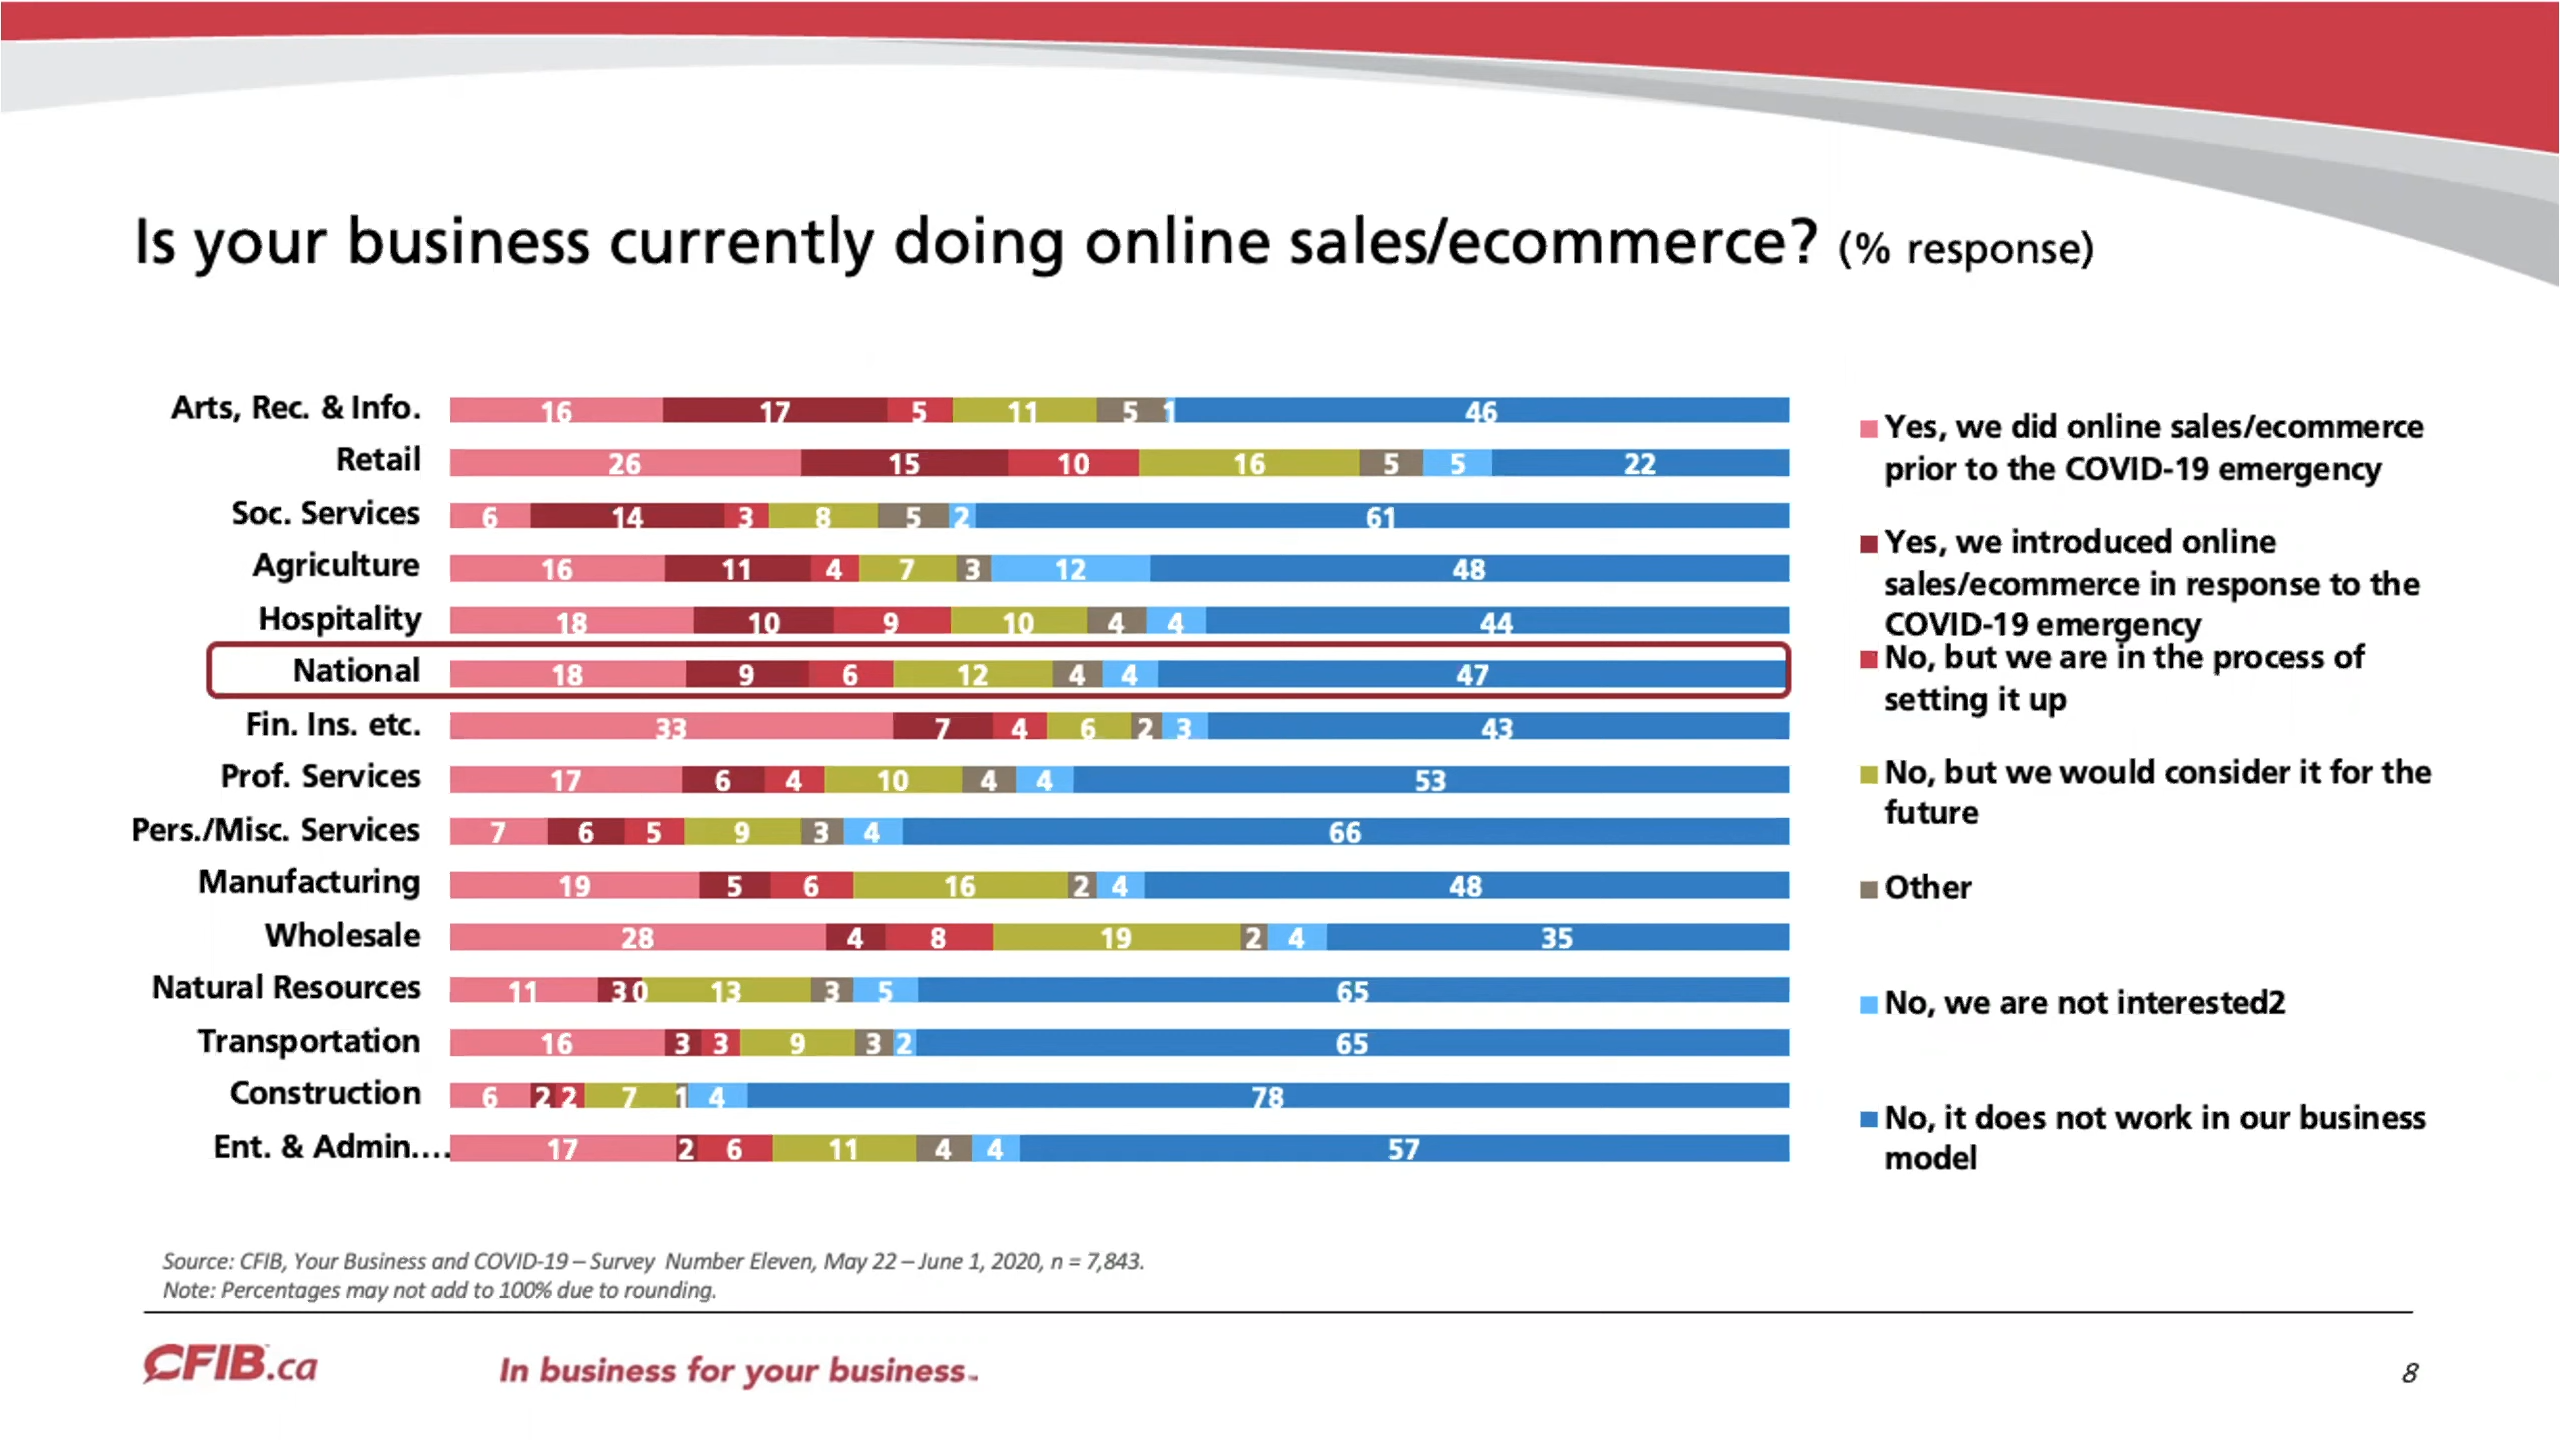 Is your business currently doing online sales/ecommerce? (% response)
Arts, Rec. & Info. 16 17 5 11 5 1 46
Retail 26 15 10 16 5 5 22
Soc. Services 6 14 3 8 5 2 61
Agriculture 16 11 4 7 3 12 48
Hospitality 18 10 9 10 4 4 44
National 18 9 6 12 4 4 47
Fin. Ins. etc. 33 7 4 6 2 3 43
Prof. Services 17 6 4 10 4 4 53
Pers./Misc. Services 7 6 5 9 3 4 66
Manufacturing 19 5 6 16 2 4 48
Wholesale 28 4 8 19 2 4 35
Natural Resources 11 3 0 13 3 5 65
Transportation 16 3 3 9 3 2 65
Construction 6 2 2 7 1 4 78
Ent. & Admin.... 17 2 6 11 4 4 57
Yes, we did online sales/ecommerce
prior to the COVID-19 emergency
Yes, we introduced online
sales/ecommerce in response to the
COVID-19 emergency
No, but we are in the process of
setting it up
No, but we would consider it for the
future
Other
No, we are not interested2
No, it does not work in our business
model
Source: CFIB, Your Business and COVID-19 – Survey Number Eleven, May 22 – June 1, 2020, n = 7,843.
Note: Percentages may not add to 100% due to rounding.
CFIB.ca
In business for your business™
8